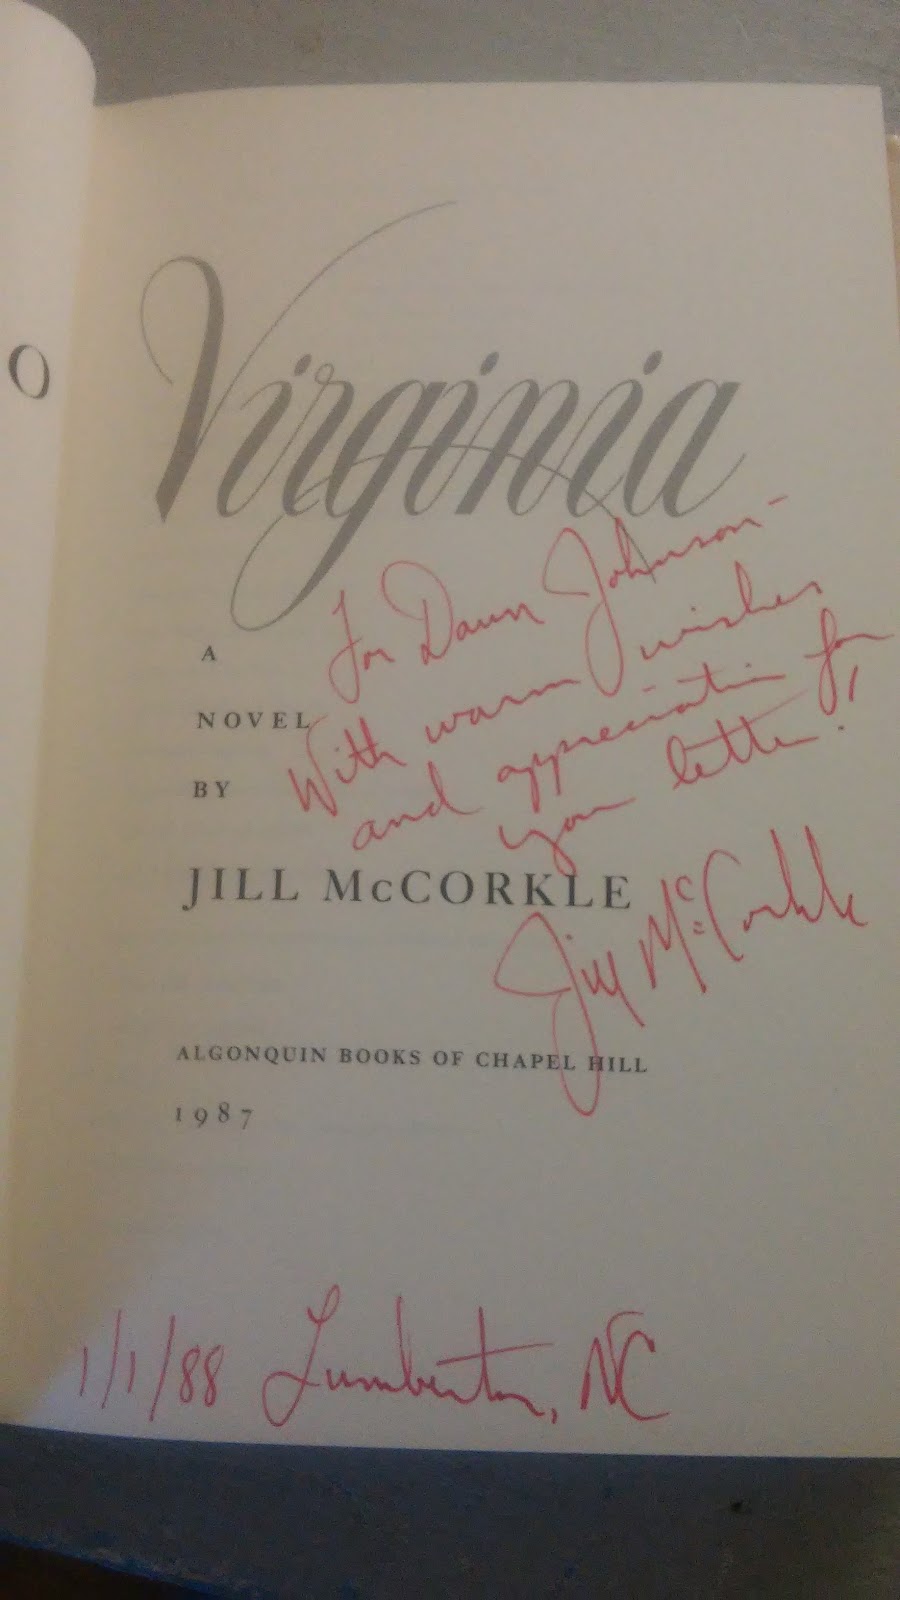 O
Virginia
For Dawn Johnson-
With warm wishes
and appreciation for
your letter!
A
NOVEL
BY
JILL McCORKLE
Jill McCorkle
ALGONQUIN BOOKS OF CHAPEL HILL
1987
1/1/88 Lumberton, NC